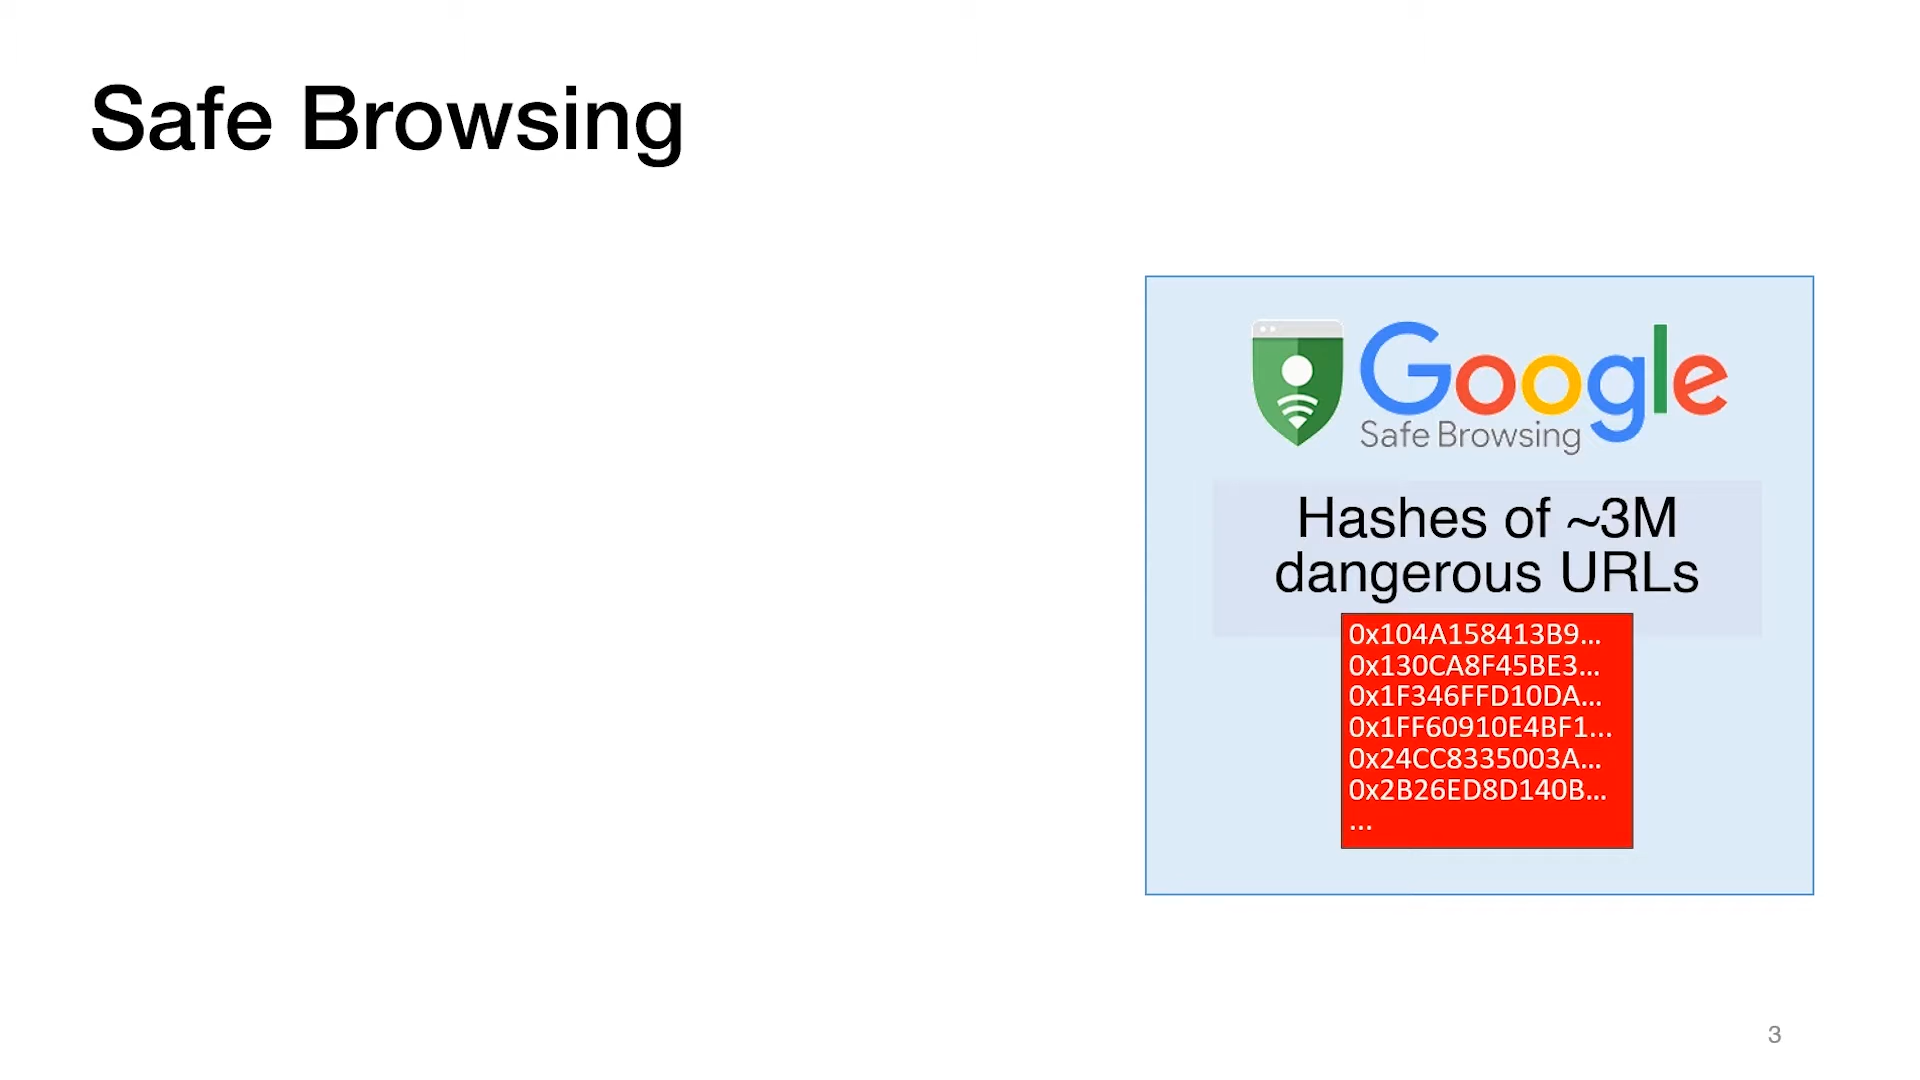 Safe Browsing
Google
Safe Browsing
Hashes of ~3M
dangerous URLs
0x104A158413B9...
0x130CA8F45BE3...
0x1F346FFD10DA...
0x1FF60910E4BF1...
0x24CC8335003A...
0x2B26ED8D140B...
...
3